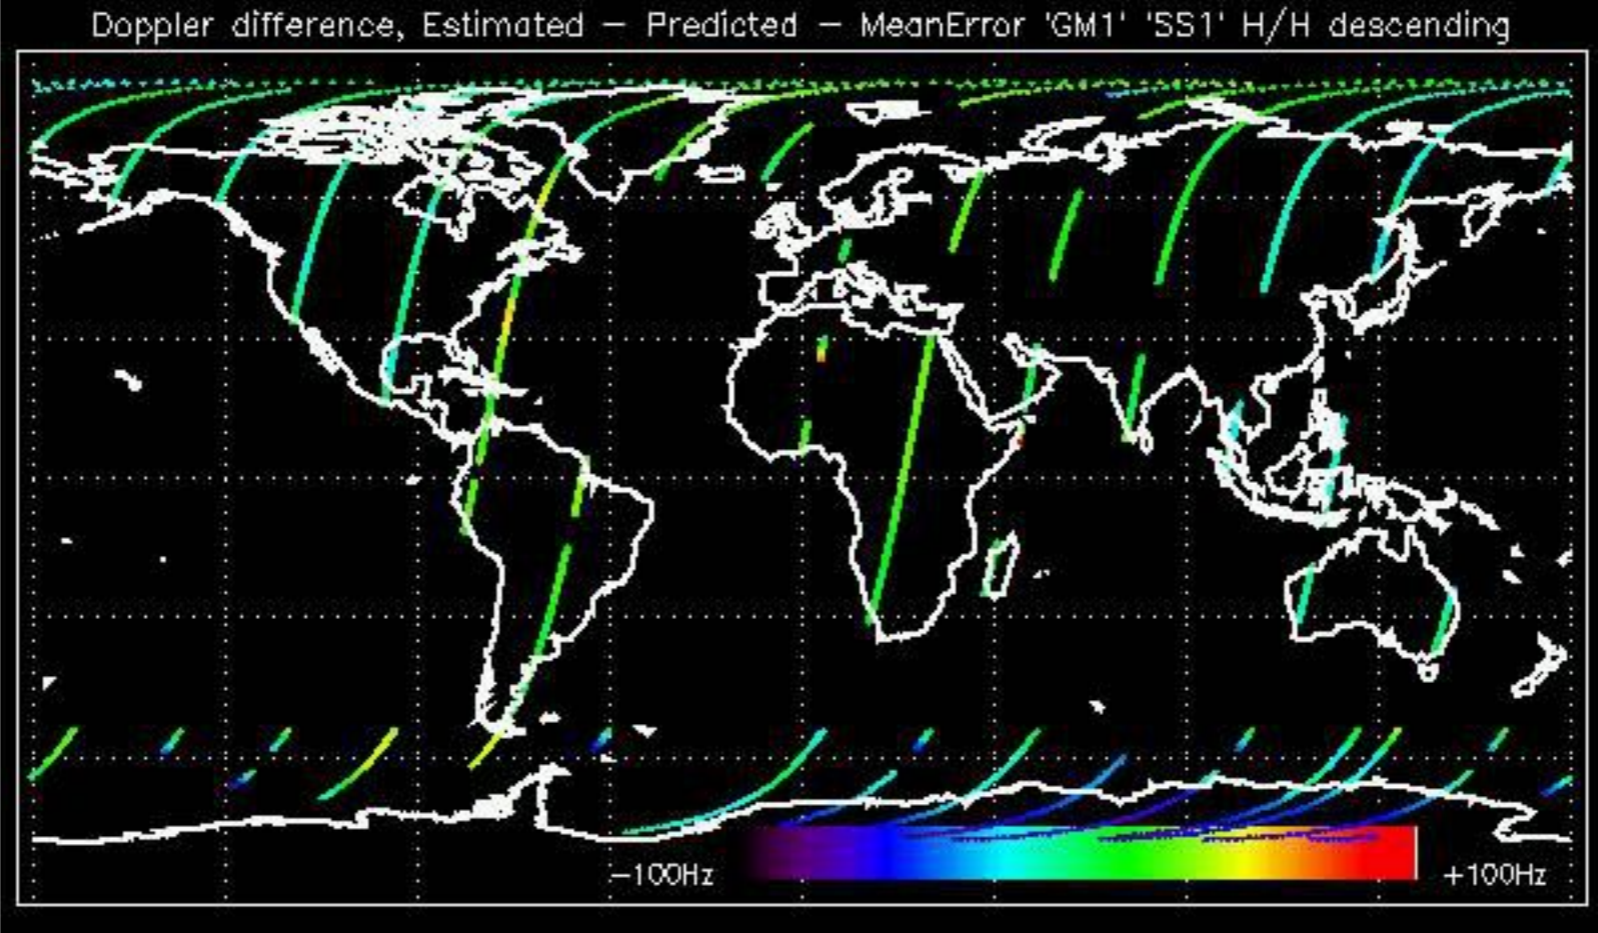 Doppler difference, Estimated — Predicted — MeanError 'GM1' 'SS1' H/H descending
−100Hz +100Hz